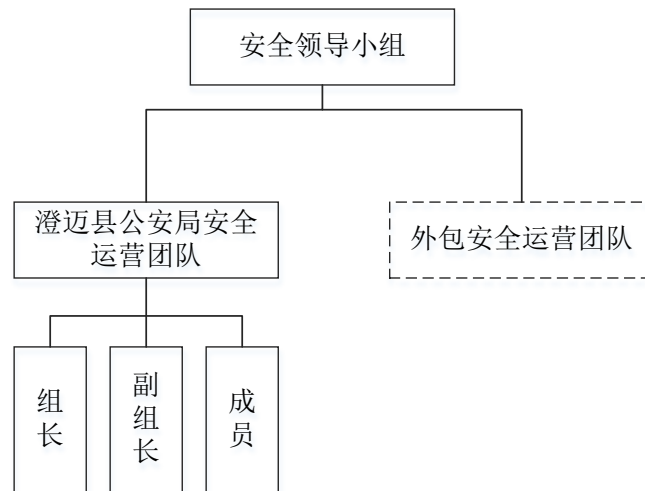 安全领导小组
澄迈县公安局安全
运营团队
外包安全运营团队
组长
副组长
成员